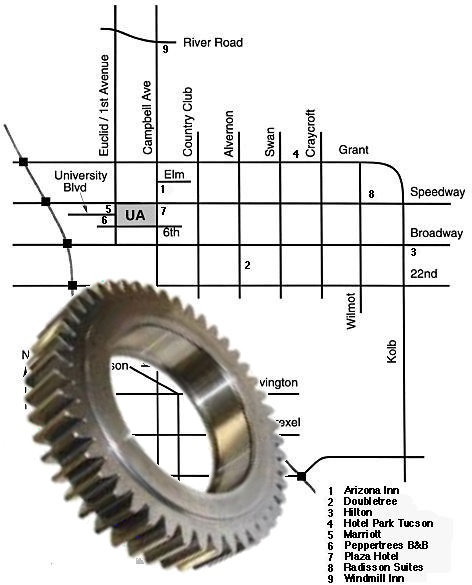 River Road
9
Euclid / 1st Avenue
Campbell Ave
Country Club
Alvernon
Swan
Craycroft
4
Grant
University
Blvd
Elm
1
8
Speedway
5
UA
7
6
6th
Broadway
3
2
22nd
Wilmot
Kolb
N
son
vington
exel
1 Arizona Inn
2 Doubletree
3 Hilton
4 Hotel Park Tucson
5 Marriott
6 Peppertrees B&B
7 Plaza Hotel
8 Radisson Suites
9 Windmill Inn